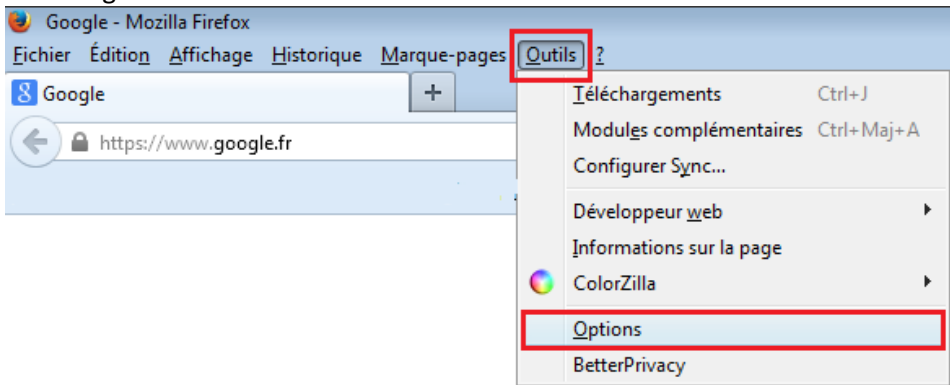 Google - Mozilla Firefox
Fichier Édition Affichage Historique Marque-pages Outils ?
Google +
https://www.google.fr
Téléchargements Ctrl+J
Modules complémentaires Ctrl+Maj+A
Configurer Sync...
Développeur web
Informations sur la page
ColorZilla
Options
BetterPrivacy